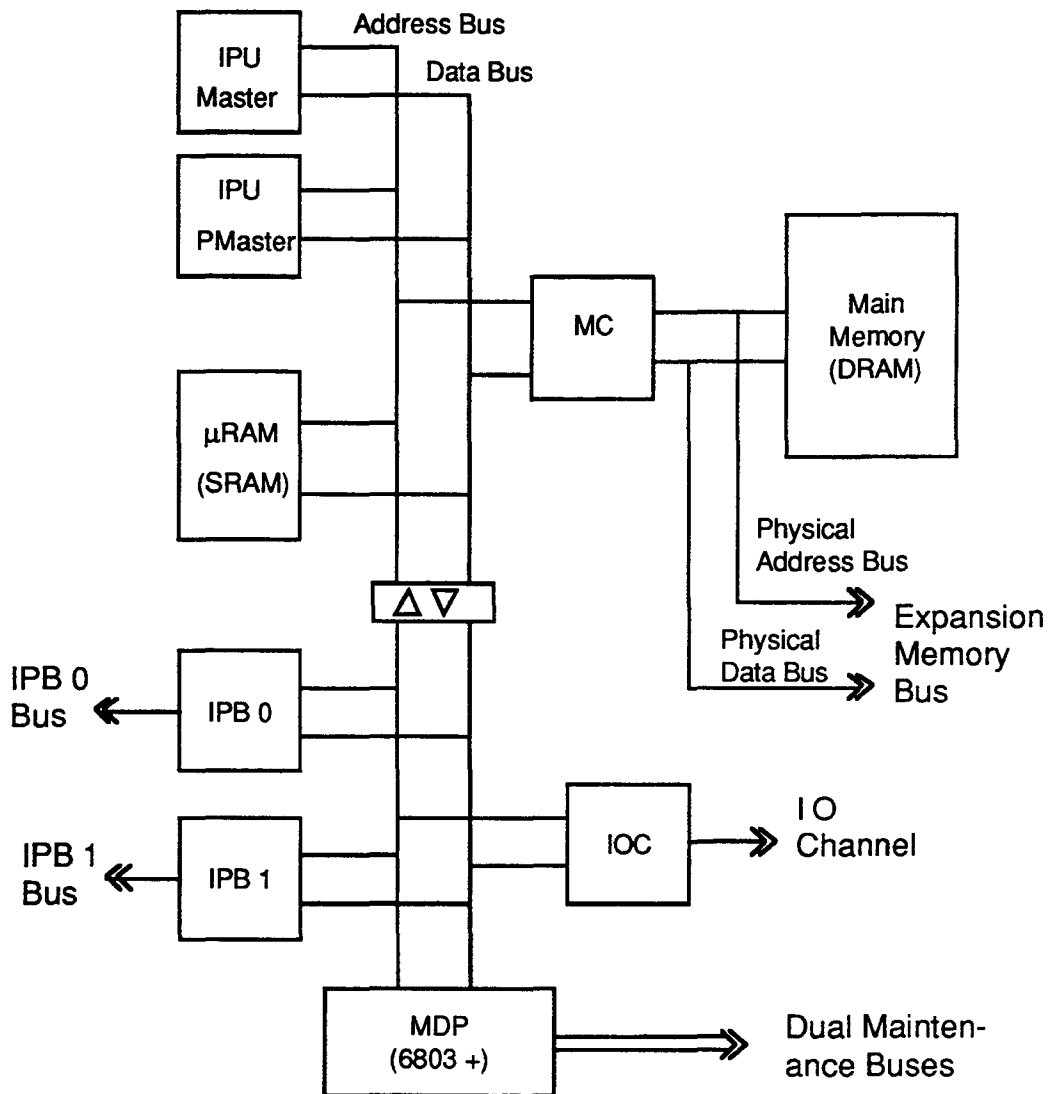 Address Bus
IPU
Master
Data Bus
IPU
PMaster
MC
Main
Memory
(DRAM)
μRAM
(SRAM)
Physical
Address Bus
Expansion
Memory
Bus
Physical
Data Bus
IPB 0
Bus
IPB 0
IPB 1
Bus
IPB 1
IOC
I O
Channel
MDP
(6803 +)
Dual Mainten-
ance Buses